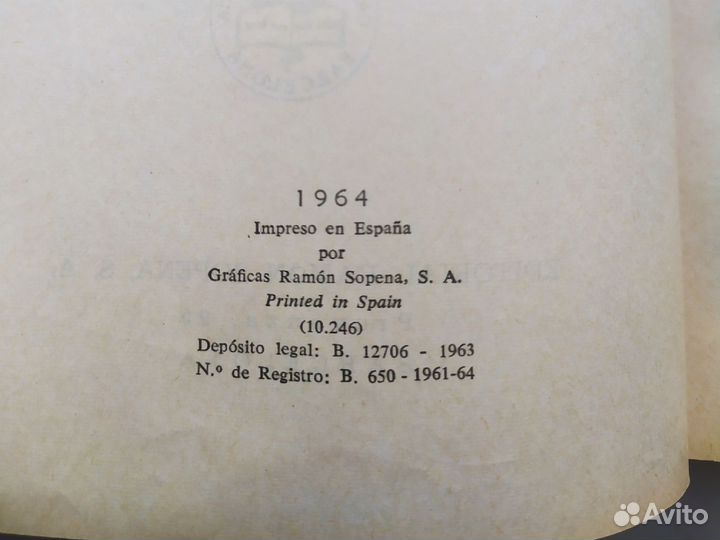 BARCELONA
1964
Impreso en España
por
Gráficas Ramón Sopena, S. A.
Printed in Spain
(10.246)
Depósito legal: B. 12706 - 1963
N.º de Registro: B. 650 - 1961-64
Avito